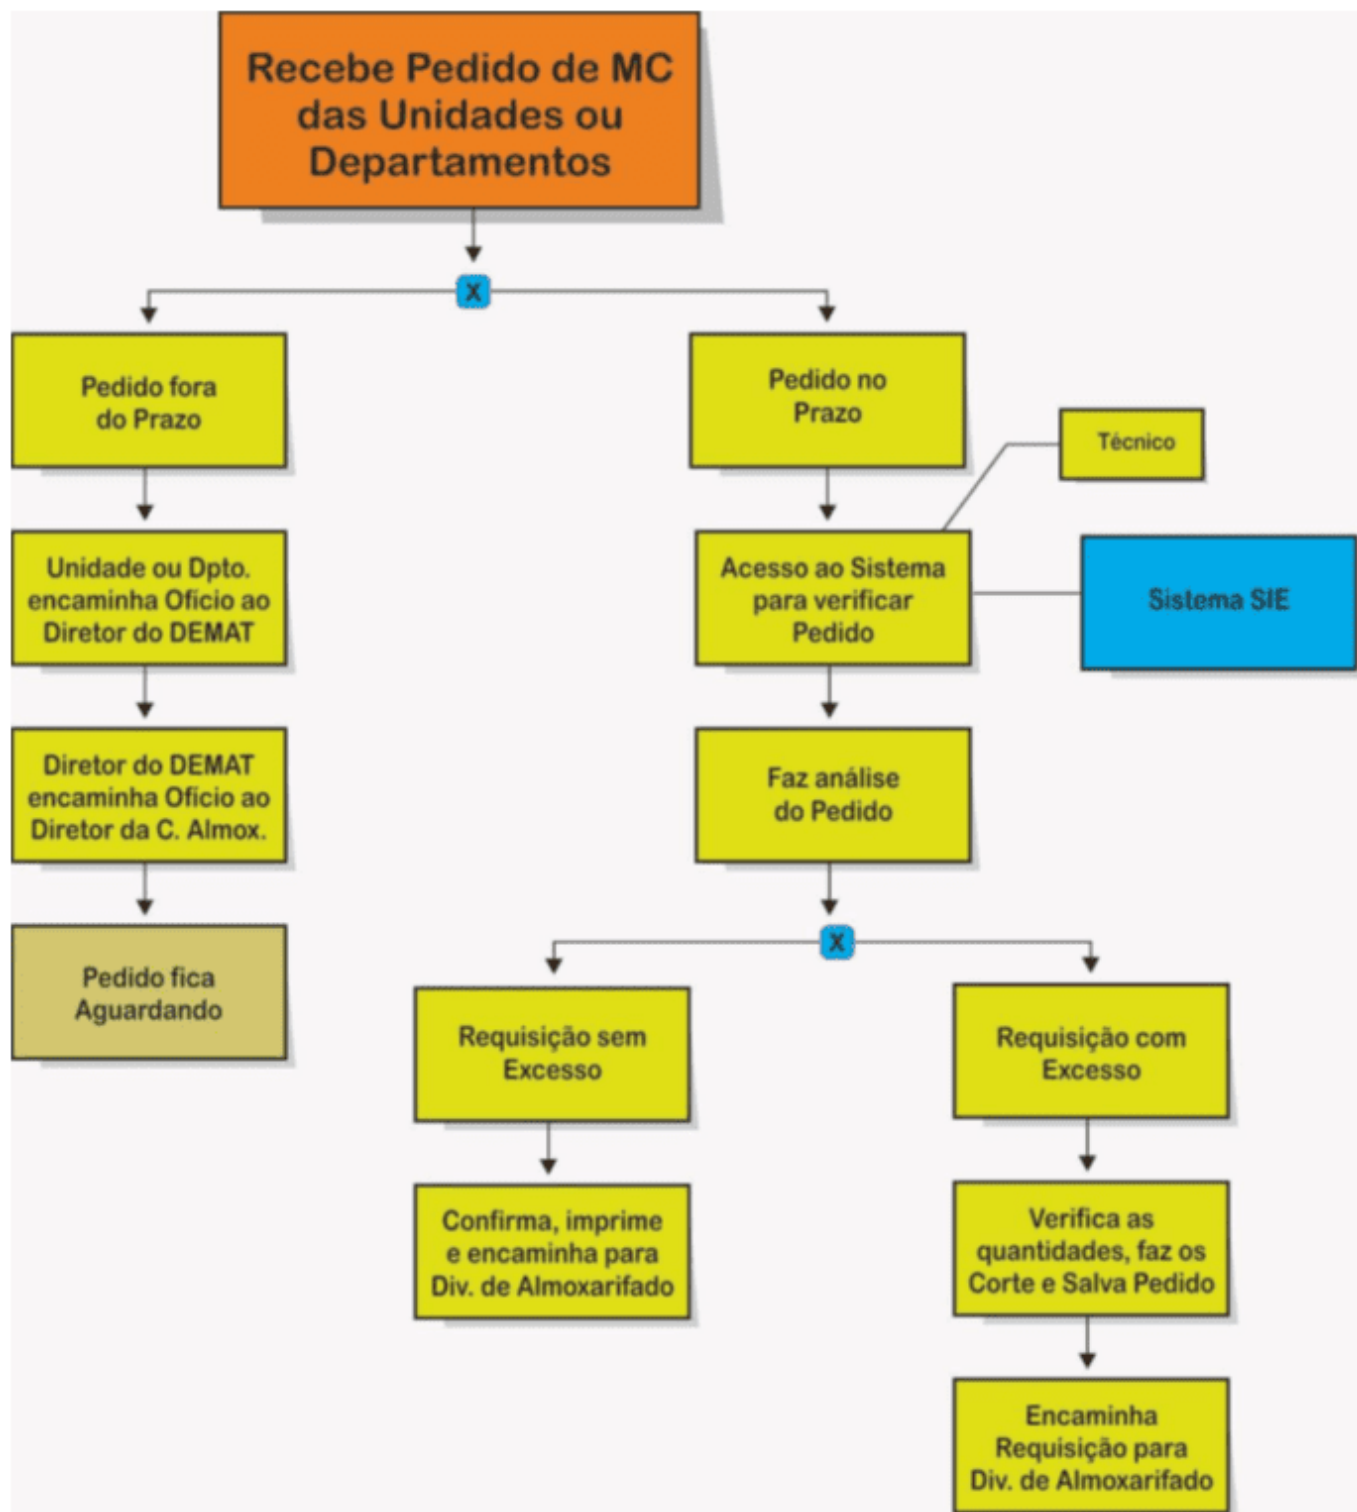 Recebe Pedido de MC
das Unidades ou
Departamentos
X
Pedido fora
do Prazo
Pedido no
Prazo
Técnico
Unidade ou Dpto.
encaminha Ofício ao
Diretor do DEMAT
Acesso ao Sistema
para verificar
Pedido
Sistema SIE
Diretor do DEMAT
encaminha Ofício ao
Diretor da C. Almox.
Faz análise
do Pedido
Pedido fica
Aguardando
X
Requisição sem
Excesso
Requisição com
Excesso
Confirma, imprime
e encaminha para
Div. de Almoxarifado
Verifica as
quantidades, faz os
Corte e Salva Pedido
Encaminha
Requisição para
Div. de Almoxarifado